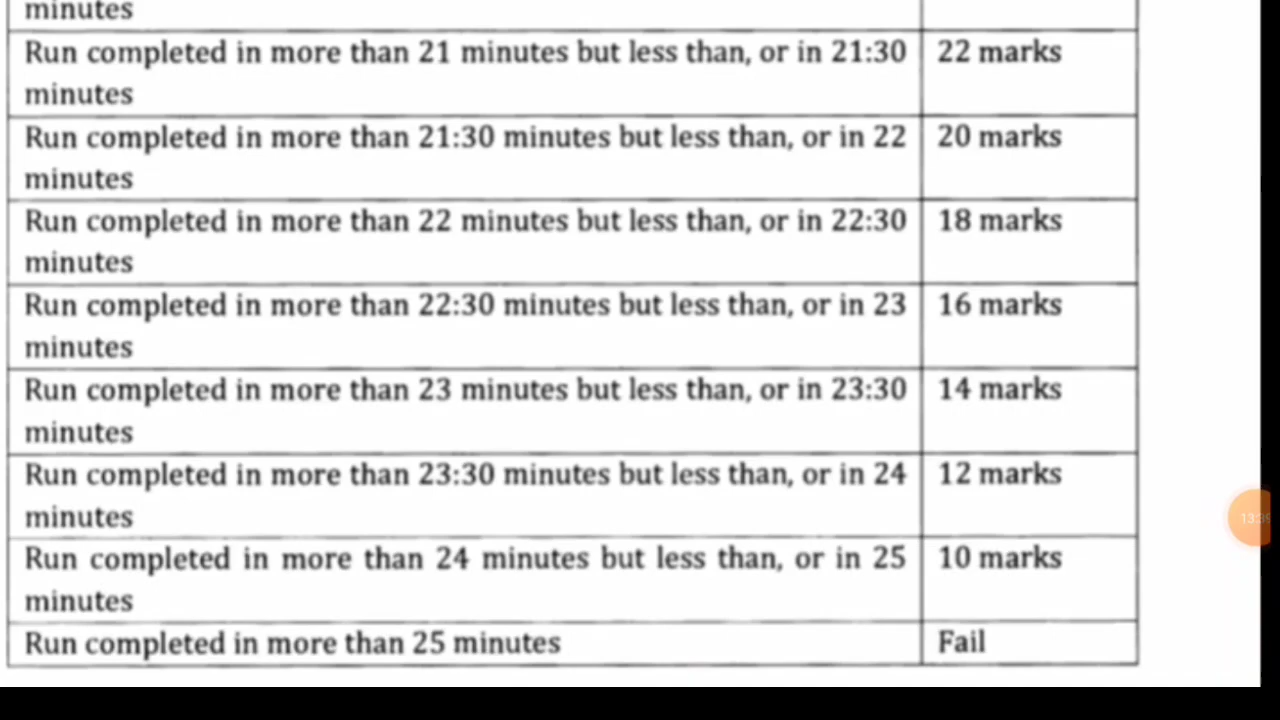 minutes
Run completed in more than 21 minutes but less than, or in 21:30 22 marks
minutes
Run completed in more than 21:30 minutes but less than, or in 22 20 marks
minutes
Run completed in more than 22 minutes but less than, or in 22:30 18 marks
minutes
Run completed in more than 22:30 minutes but less than, or in 23 16 marks
minutes
Run completed in more than 23 minutes but less than, or in 23:30 14 marks
minutes
Run completed in more than 23:30 minutes but less than, or in 24 12 marks
minutes
Run completed in more than 24 minutes but less than, or in 25 10 marks
minutes
Run completed in more than 25 minutes Fail
13:39